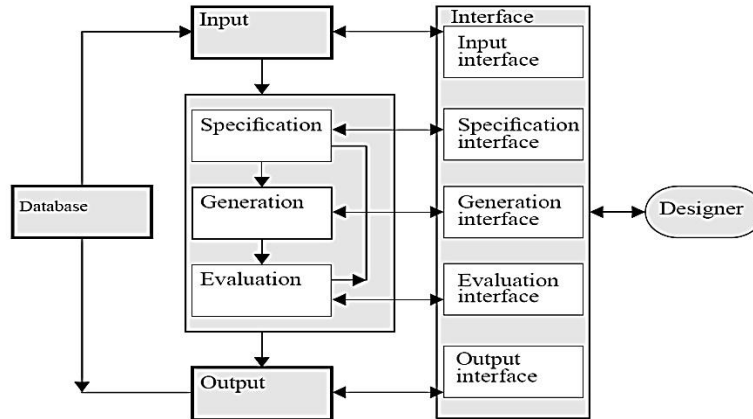 Input
Interface
Input
interface
Specification
Specification
interface
Database
Generation
Generation
interface
Designer
Evaluation
Evaluation
interface
Output
Output
interface